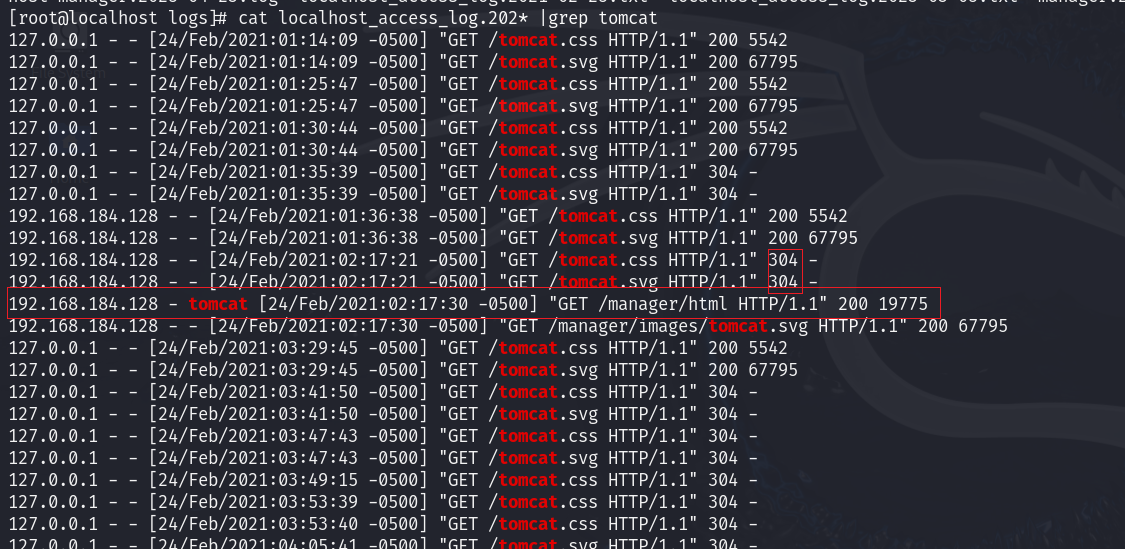 [root@localhost logs]# cat localhost_access_log.202* |grep tomcat
127.0.0.1 - - [24/Feb/2021:01:14:09 -0500] "GET /tomcat.css HTTP/1.1" 200 5542
127.0.0.1 - - [24/Feb/2021:01:14:09 -0500] "GET /tomcat.svg HTTP/1.1" 200 67795
127.0.0.1 - - [24/Feb/2021:01:25:47 -0500] "GET /tomcat.css HTTP/1.1" 200 5542
127.0.0.1 - - [24/Feb/2021:01:25:47 -0500] "GET /tomcat.svg HTTP/1.1" 200 67795
127.0.0.1 - - [24/Feb/2021:01:30:44 -0500] "GET /tomcat.css HTTP/1.1" 200 5542
127.0.0.1 - - [24/Feb/2021:01:30:44 -0500] "GET /tomcat.svg HTTP/1.1" 200 67795
127.0.0.1 - - [24/Feb/2021:01:35:39 -0500] "GET /tomcat.css HTTP/1.1" 304 -
127.0.0.1 - - [24/Feb/2021:01:35:39 -0500] "GET /tomcat.svg HTTP/1.1" 304 -
192.168.184.128 - - [24/Feb/2021:01:36:38 -0500] "GET /tomcat.css HTTP/1.1" 200 5542
192.168.184.128 - - [24/Feb/2021:01:36:38 -0500] "GET /tomcat.svg HTTP/1.1" 200 67795
192.168.184.128 - - [24/Feb/2021:02:17:21 -0500] "GET /tomcat.css HTTP/1.1" 304 -
192.168.184.128 - - [24/Feb/2021:02:17:21 -0500] "GET /tomcat.svg HTTP/1.1" 304 -
192.168.184.128 - tomcat [24/Feb/2021:02:17:30 -0500] "GET /manager/html HTTP/1.1" 200 19775
192.168.184.128 - - [24/Feb/2021:02:17:30 -0500] "GET /manager/images/tomcat.svg HTTP/1.1" 200 67795
127.0.0.1 - - [24/Feb/2021:03:29:45 -0500] "GET /tomcat.css HTTP/1.1" 200 5542
127.0.0.1 - - [24/Feb/2021:03:29:45 -0500] "GET /tomcat.svg HTTP/1.1" 200 67795
127.0.0.1 - - [24/Feb/2021:03:41:50 -0500] "GET /tomcat.css HTTP/1.1" 304 -
127.0.0.1 - - [24/Feb/2021:03:41:50 -0500] "GET /tomcat.svg HTTP/1.1" 304 -
127.0.0.1 - - [24/Feb/2021:03:47:43 -0500] "GET /tomcat.css HTTP/1.1" 304 -
127.0.0.1 - - [24/Feb/2021:03:47:43 -0500] "GET /tomcat.svg HTTP/1.1" 304 -
127.0.0.1 - - [24/Feb/2021:03:49:15 -0500] "GET /tomcat.css HTTP/1.1" 304 -
127.0.0.1 - - [24/Feb/2021:03:53:39 -0500] "GET /tomcat.css HTTP/1.1" 304 -
127.0.0.1 - - [24/Feb/2021:03:53:40 -0500] "GET /tomcat.svg HTTP/1.1" 304 -
127.0.0.1 - - [24/Feb/2021:04:05:41 -0500] "GET /tomcat.css HTTP/1.1" 304 -